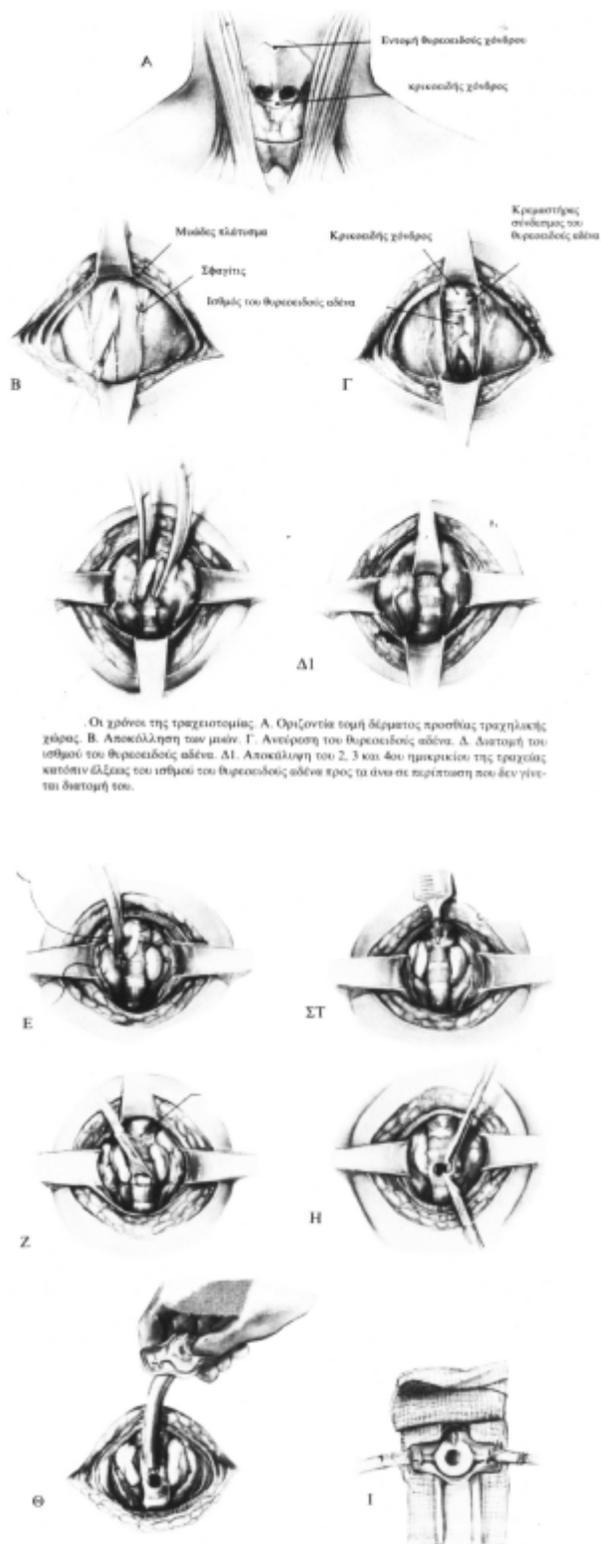 Εντομή θυρεοειδούς χόνδρου
Α
κρικοειδής χόνδρος
Μυώδες πλάτυσμα
Σφαγίτις
Ισθμός του θυρεοειδούς αδένα
Β
Κρικοειδής χόνδρος
Κρεμαστήρας
σύνδεσμος του
θυρεοειδούς αδένα
Γ
Δ1
Οι χρόνοι της τραχειοτομίας. Α. Οριζοντία τομή δέρματος προσθίας τραχηλικής
χώρας. Β. Αποκόλληση των μυών. Γ. Ανεύρεση του θυρεοειδούς αδένα. Δ. Διατομή του
ισθμού του θυρεοειδούς αδένα. Δ1. Αποκάλυψη του 2, 3 και 4ου ημικρικίου της τραχείας
κατόπιν έλξεως του ισθμού του θυρεοειδούς αδένα προς τα άνω σε περίπτωση που δεν γίνε-
ται διατομή του.
Ε
ΣΤ
Ζ
Η
Θ
Ι